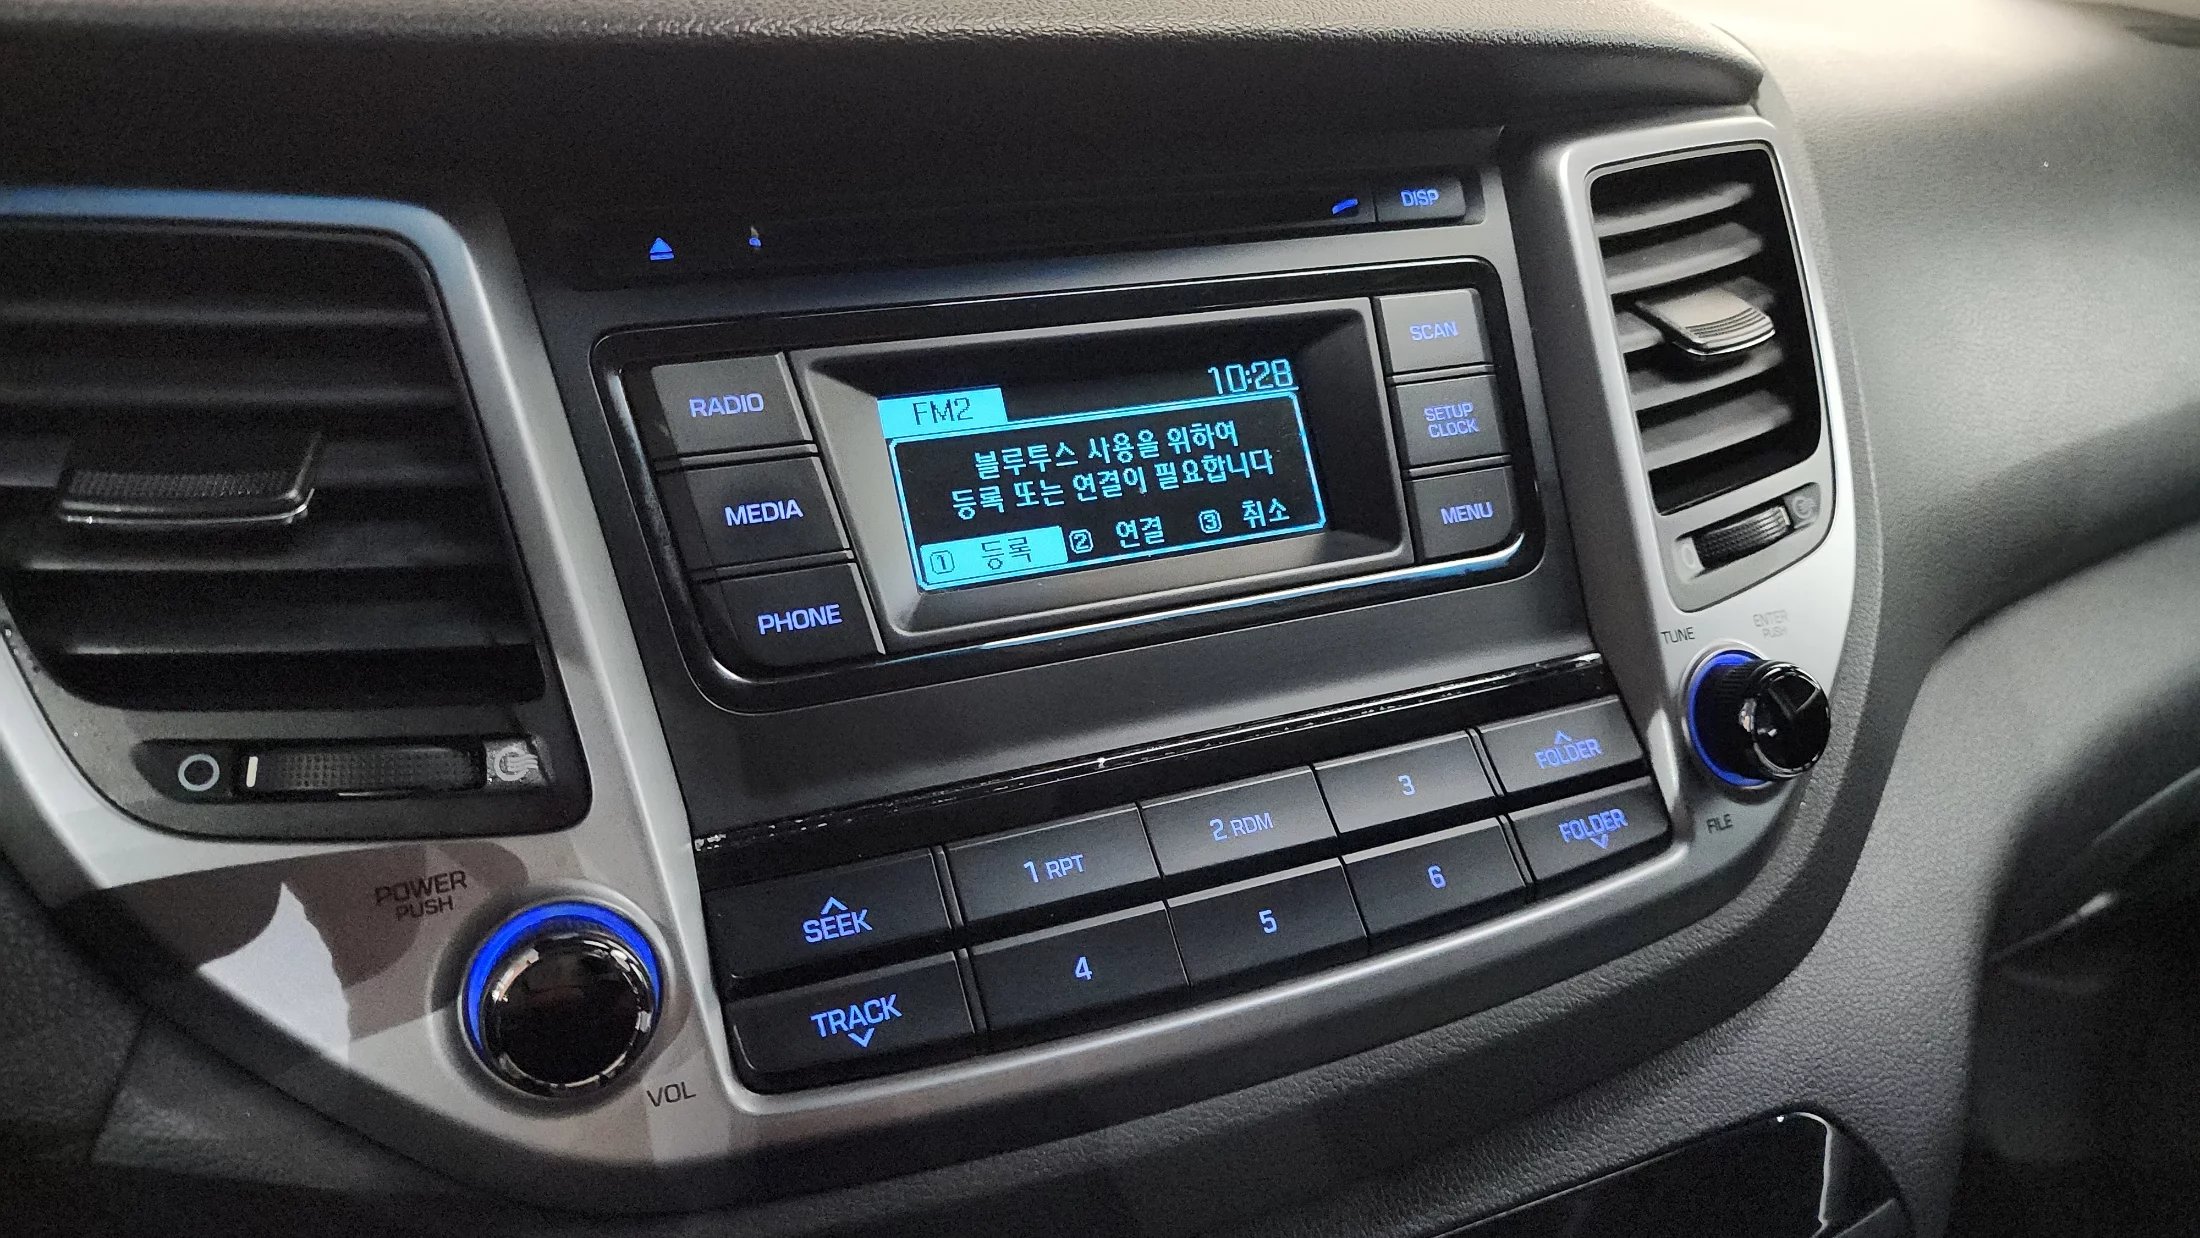 DISP
10:28
FM2
블루투스 사용을 위하여
등록 또는 연결이 필요합니다
1 등록 2 연결 3 취소
RADIO
MEDIA
PHONE
SCAN
SETUP
CLOCK
MENU
TUNE
ENTER
PUSH
FILE
POWER
PUSH
VOL
SEEK
TRACK
1 RPT
2 RDM
3
FOLDER
4
5
6
FOLDER